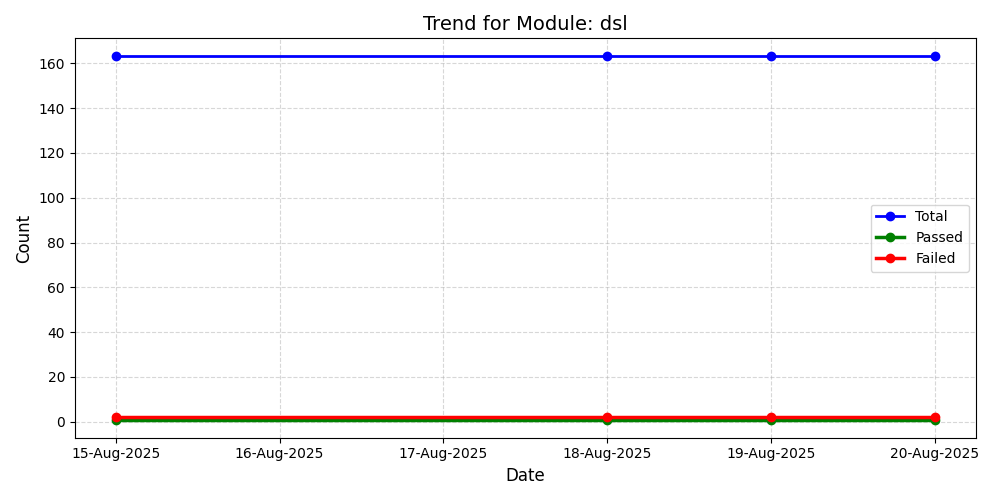 Trend for Module: dsl
Count
160
140
120
100
80
60
40
20
0
Total
Passed
Failed
15-Aug-2025 16-Aug-2025 17-Aug-2025 18-Aug-2025 19-Aug-2025 20-Aug-2025
Date